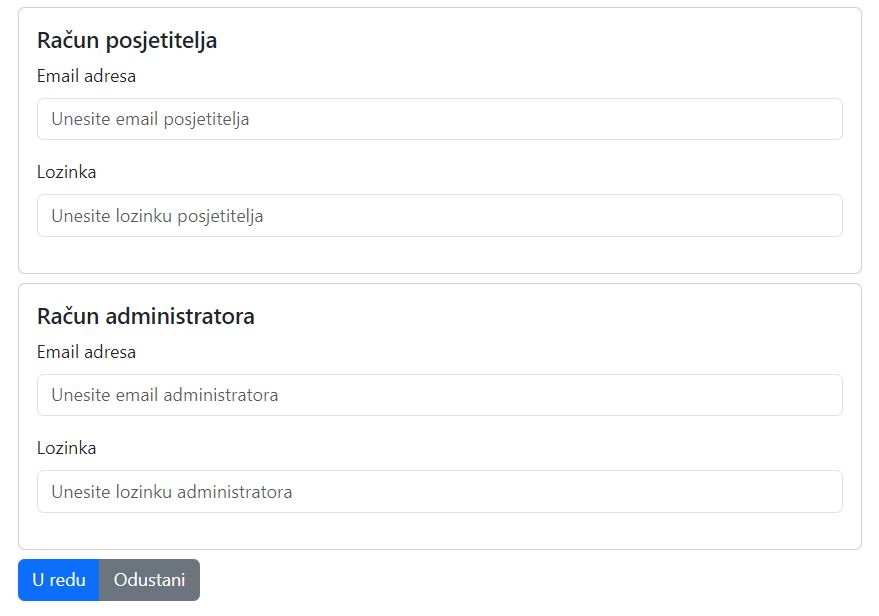 Račun posjetitelja
Email adresa
Unesite email posjetitelja
Lozinka
Unesite lozinku posjetitelja
Račun administratora
Email adresa
Unesite email administratora
Lozinka
Unesite lozinku administratora
U redu Odustani